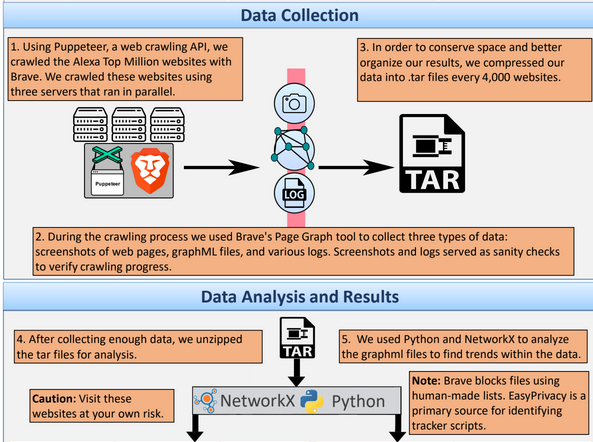 Data Collection
1. Using Puppeteer, a web crawling API, we
crawled the Alexa Top Million websites with
Brave. We crawled these websites using
three servers that ran in parallel.
3. In order to conserve space and better
organize our results, we compressed our
data into .tar files every 4,000 websites.
Puppeteer
LOG
TAR
2. During the crawling process we used Brave's Page Graph tool to collect three types of data:
screenshots of web pages, graphML files, and various logs. Screenshots and logs served as sanity checks
to verify crawling progress.
Data Analysis and Results
4. After collecting enough data, we unzipped
the tar files for analysis.
TAR
5. We used Python and NetworkX to analyze
the graphml files to find trends within the data.
Caution: Visit these
websites at your own risk.
NetworkX Python
Note: Brave blocks files using
human-made lists. EasyPrivacy is a
primary source for identifying
tracker scripts.